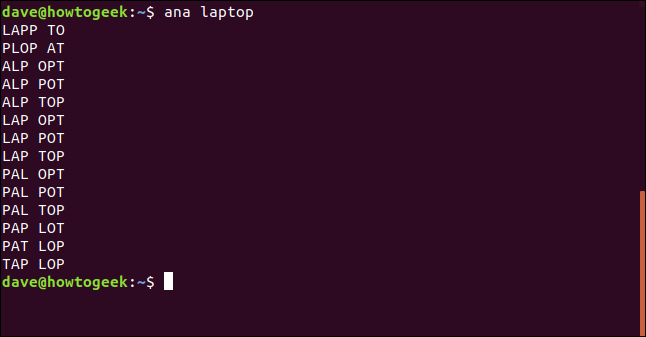 dave@howtogeek:~$ ana laptop
LAPP TO
PLOP AT
ALP OPT
ALP POT
ALP TOP
LAP OPT
LAP POT
LAP TOP
PAL OPT
PAL POT
PAL TOP
PAP LOT
PAT LOP
TAP LOP
dave@howtogeek:~$